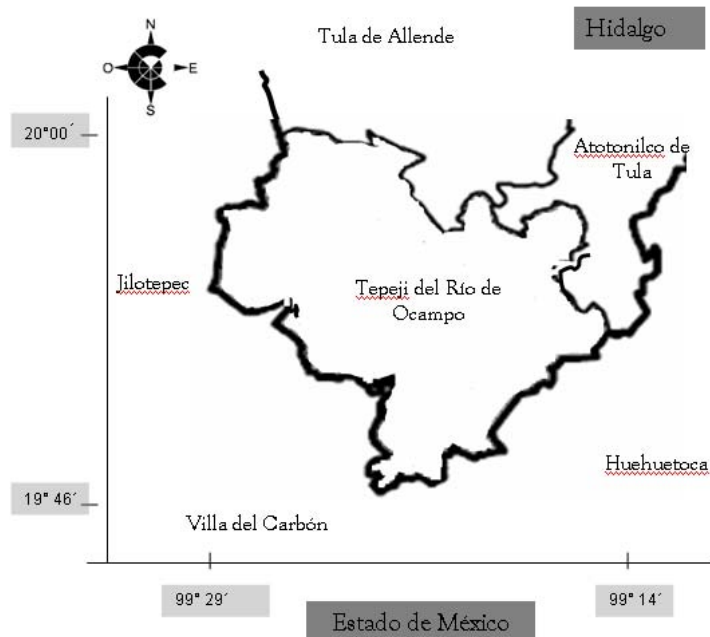 Hidalgo
Tula de Allende
N
O
E
S
20°00´
Atotonilco de
Tula
Jilotepec
Tepeji del Río de
Ocampo
Huehuetoca
19° 46´
Villa del Carbón
99° 29´
99° 14´
Estado de México